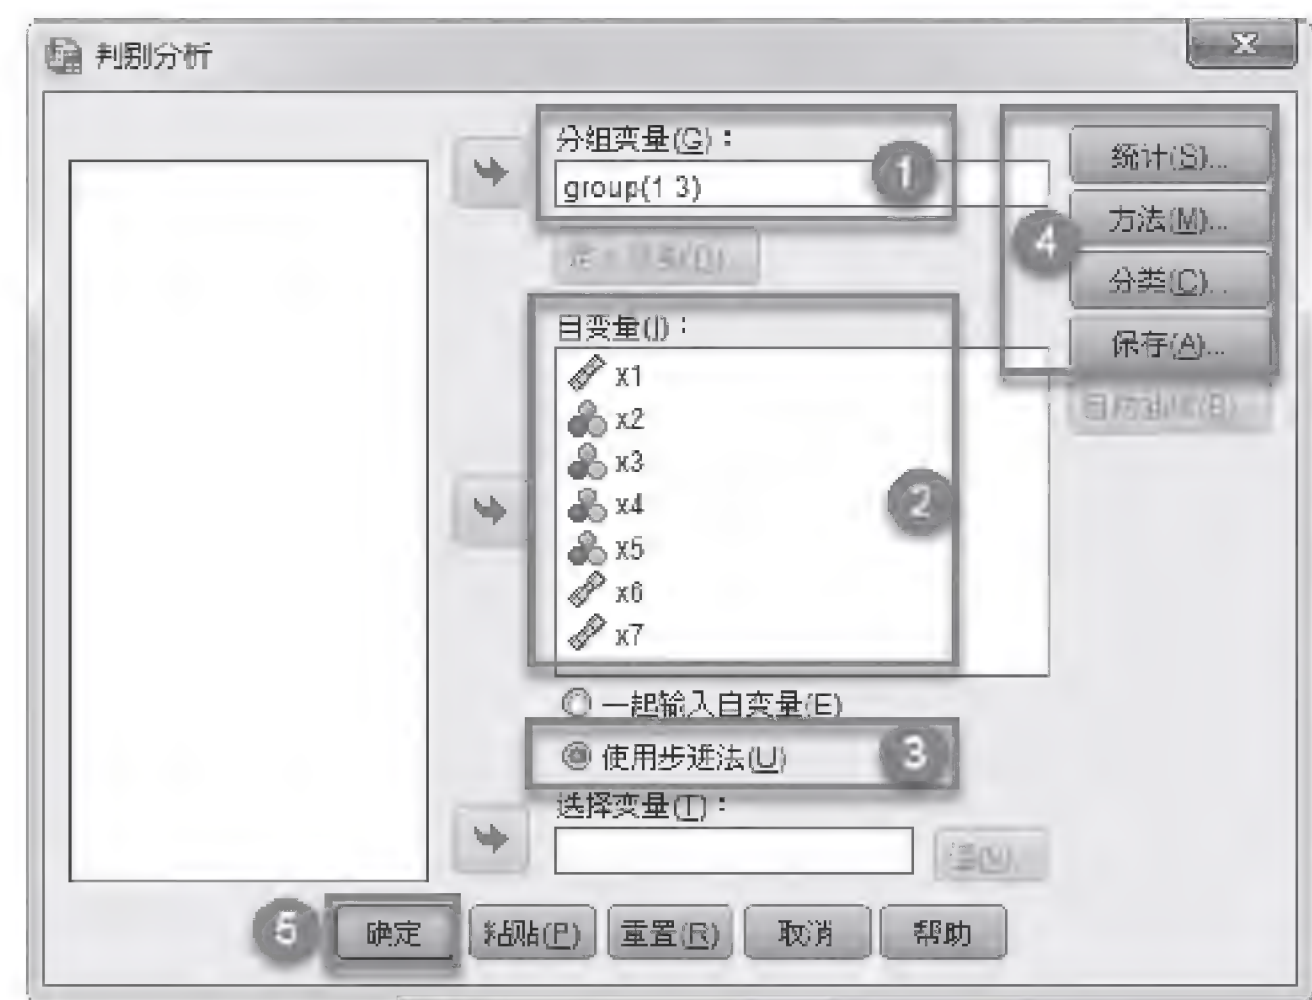 判别分析
分组变量(G)：
1
group(1 3)
统计(S)...
方法(M)...
4
分类(C)...
保存(A)...
自变量(I)：
x1
x2
x3
x4
x5
x6
x7
2
一起输入自变量(E)
使用步进法(U)
3
选择变量(T)：
5
确定
粘贴(P)
重置(R)
取消
帮助